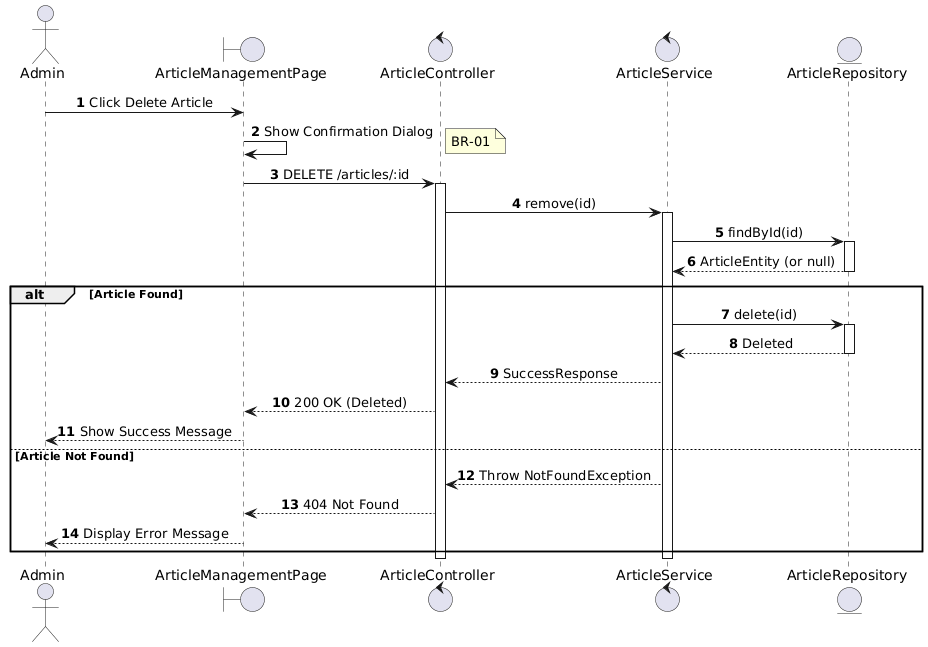 Admin
ArticleManagementPage
ArticleController
ArticleService
ArticleRepository
1 Click Delete Article
2 Show Confirmation Dialog
BR-01
3 DELETE /articles/:id
4 remove(id)
5 findById(id)
6 ArticleEntity (or null)
alt
[Article Found]
7 delete(id)
8 Deleted
9 SuccessResponse
10 200 OK (Deleted)
11 Show Success Message
[Article Not Found]
12 Throw NotFoundException
13 404 Not Found
14 Display Error Message
Admin
ArticleManagementPage
ArticleController
ArticleService
ArticleRepository